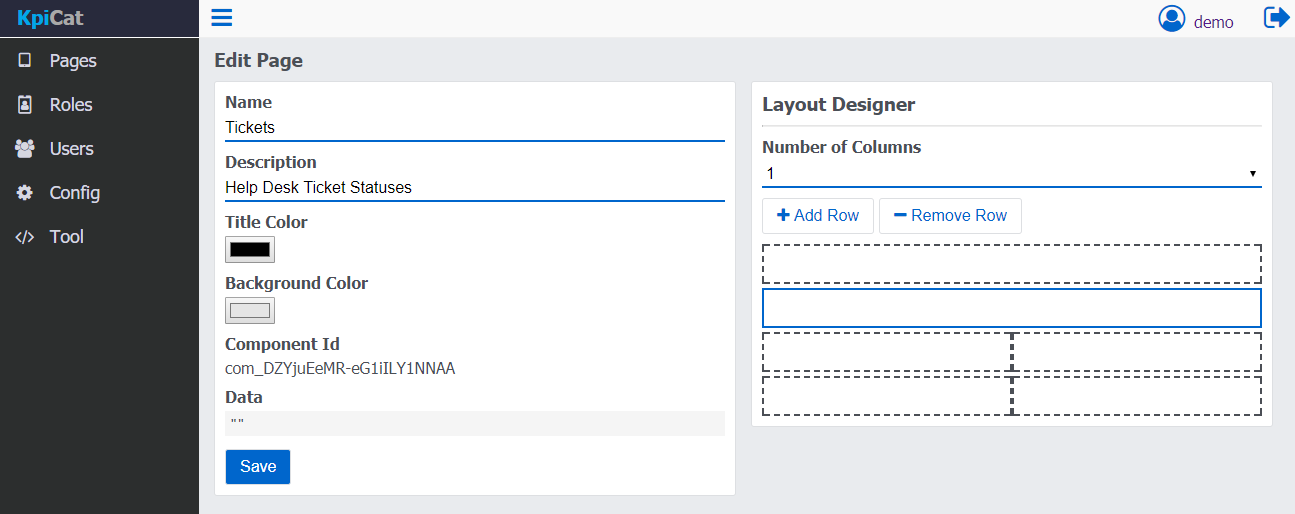 KpiCat
demo
Pages
Roles
Users
Config
Tool
Edit Page
Name
Tickets
Description
Help Desk Ticket Statuses
Title Color
Background Color
Component Id
com_DZYjuEeMR-eG1iILY1NNAA
Data
""
Save
Layout Designer
Number of Columns
1
Add Row
Remove Row